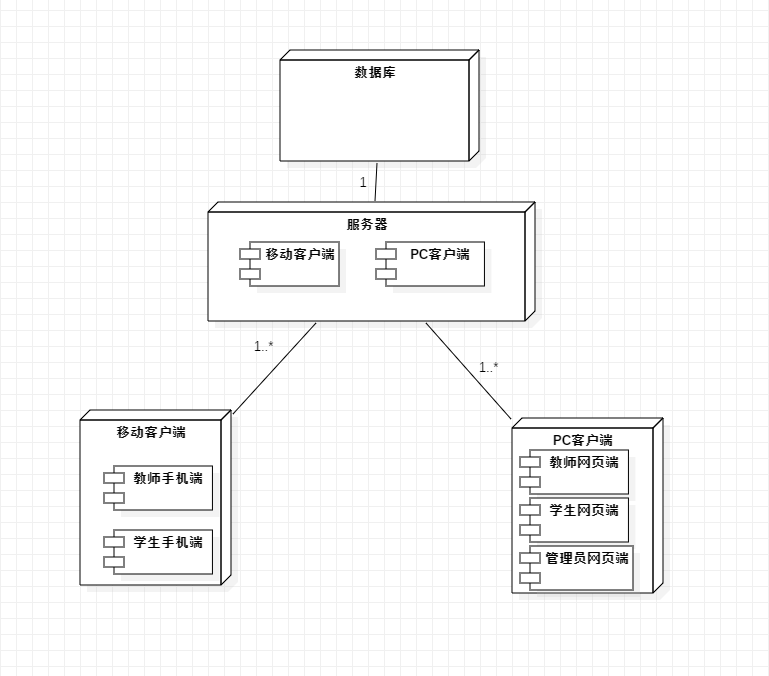 数据库
1
服务器
移动客户端
PC客户端
1..*
1..*
移动客户端
教师手机端
学生手机端
PC客户端
教师网页端
学生网页端
管理员网页端